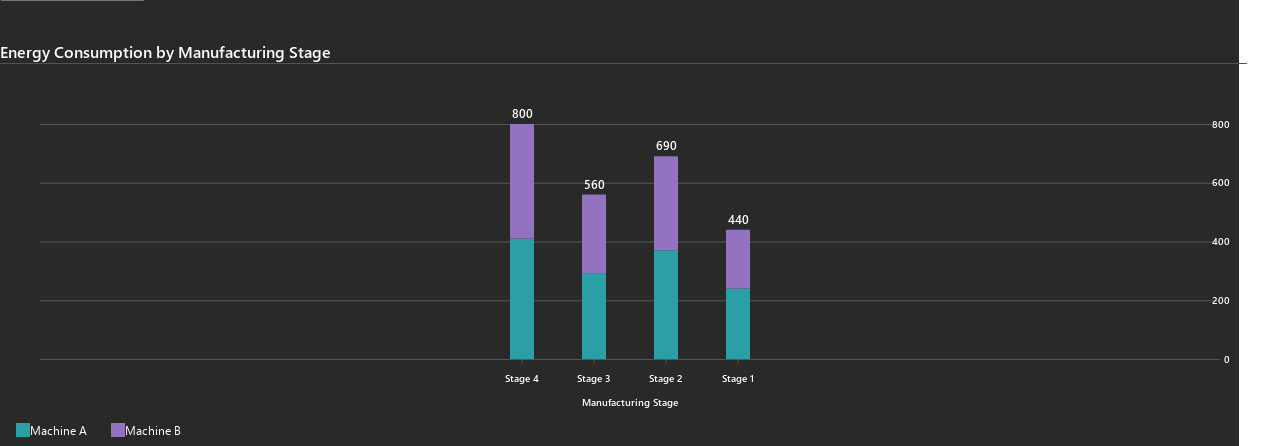 Energy Consumption by Manufacturing Stage
800
560
690
440
800
600
400
200
0
Stage 4
Stage 3
Stage 2
Stage 1
Manufacturing Stage
Machine A
Machine B